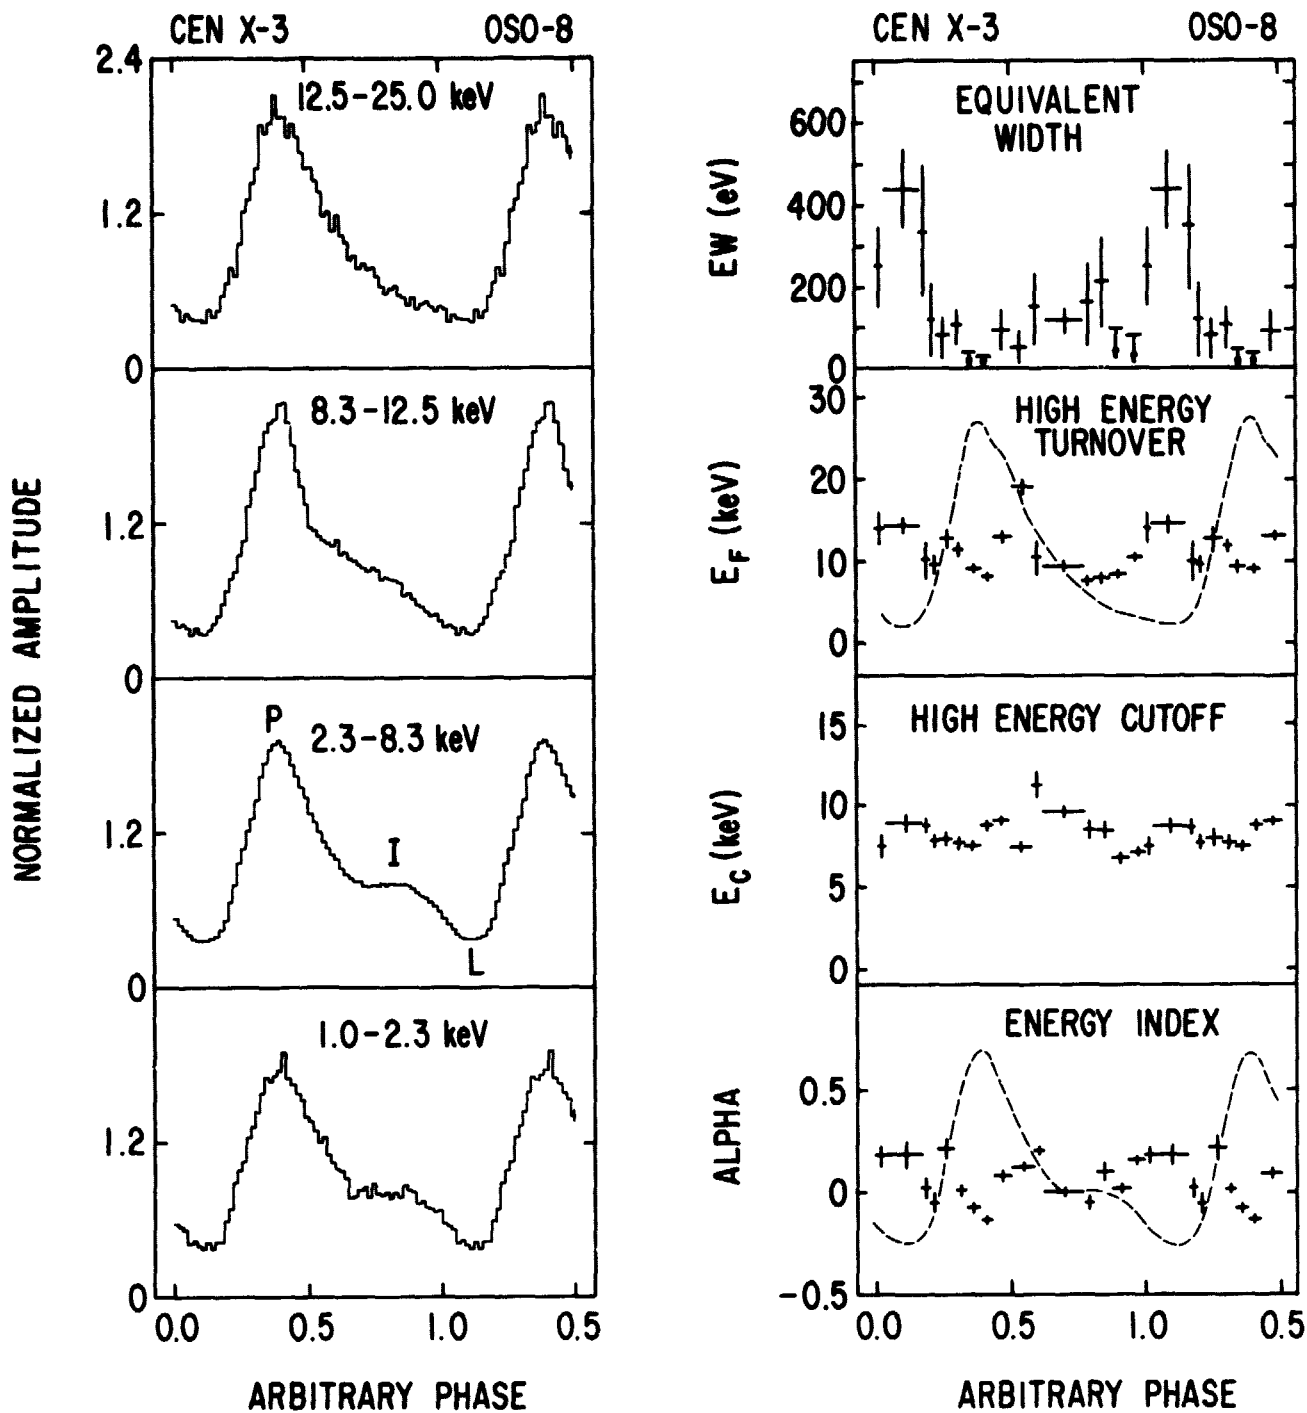 CEN X-3 OSO-8
2.4
12.5-25.0 keV
1.2
0
8.3-12.5 keV
1.2
0
P
2.3-8.3 keV
1.2
I
L
0
1.0-2.3 keV
1.2
0
0.0 0.5 1.0 0.5
ARBITRARY PHASE
NORMALIZED AMPLITUDE
CEN X-3 OSO-8
EQUIVALENT
WIDTH
600
400
200
0
EW (eV)
HIGH ENERGY
TURNOVER
30
20
10
0
E_F (keV)
HIGH ENERGY CUTOFF
15
10
5
0
E_C (keV)
ENERGY INDEX
0.5
0
-0.5
ALPHA
0.0 0.5 1.0 0.5
ARBITRARY PHASE